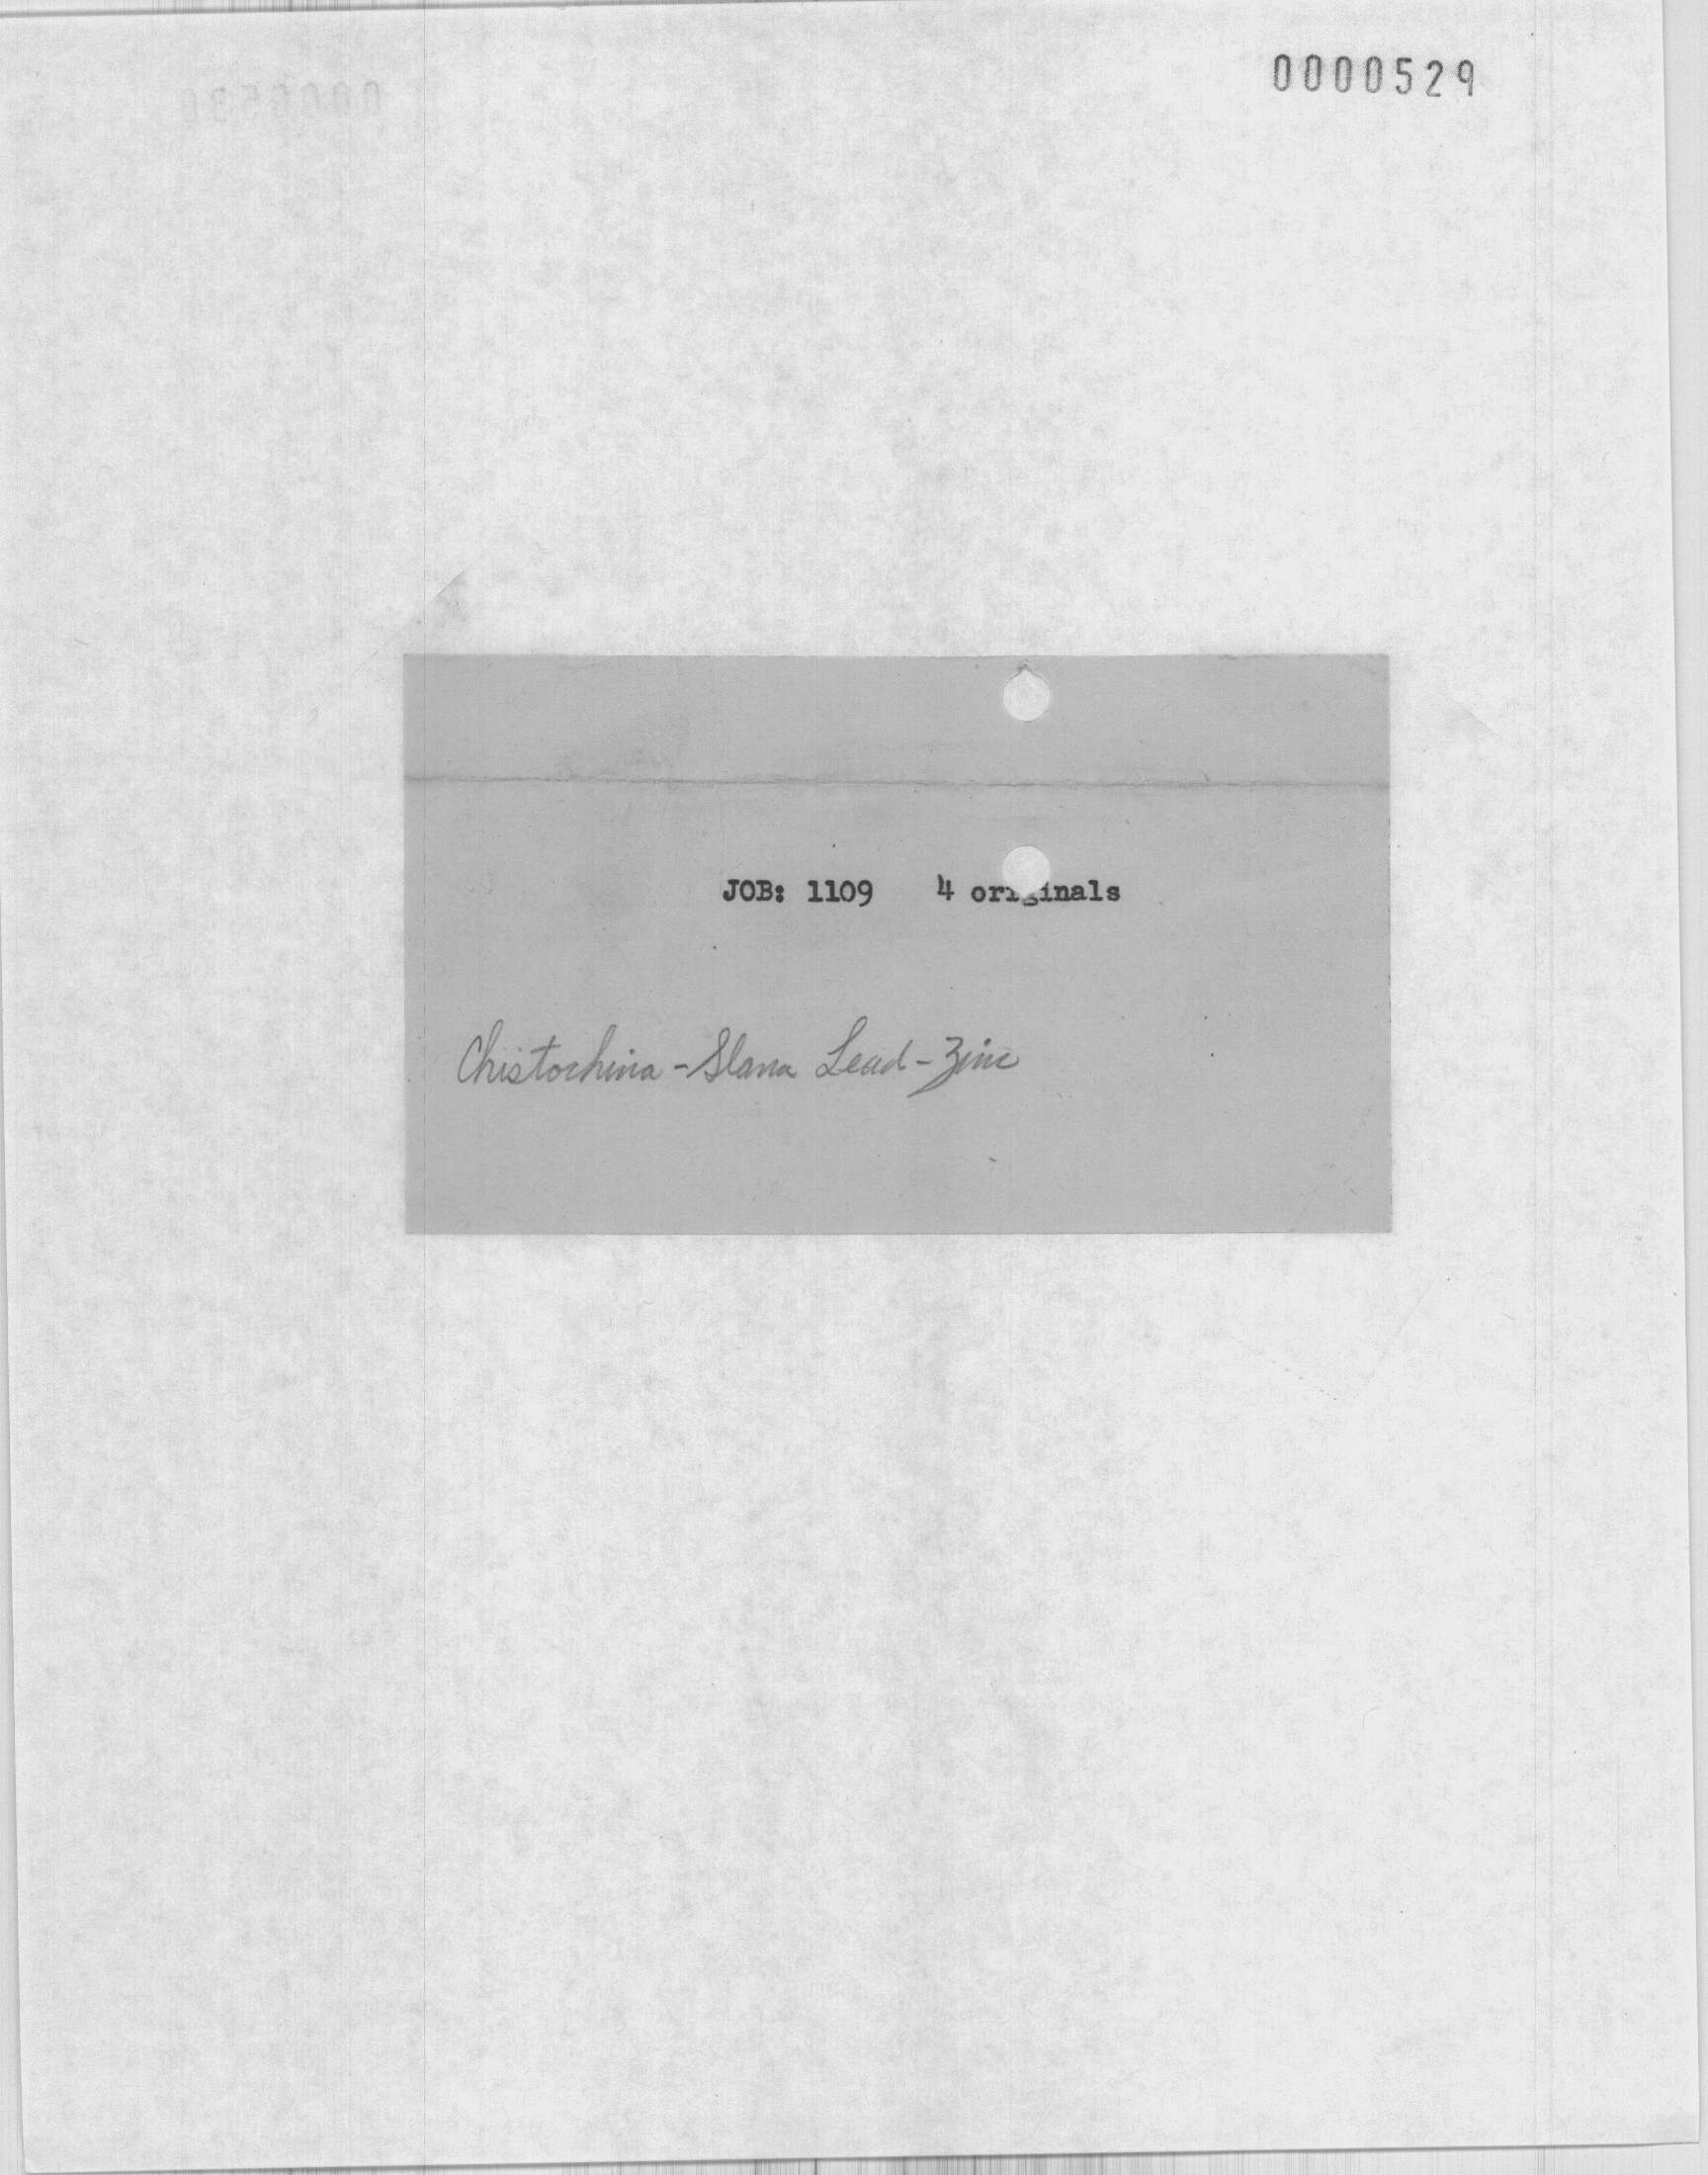 0000529
JOB: 1109 4 originals
Chistochina - Slana Lead - Zinc